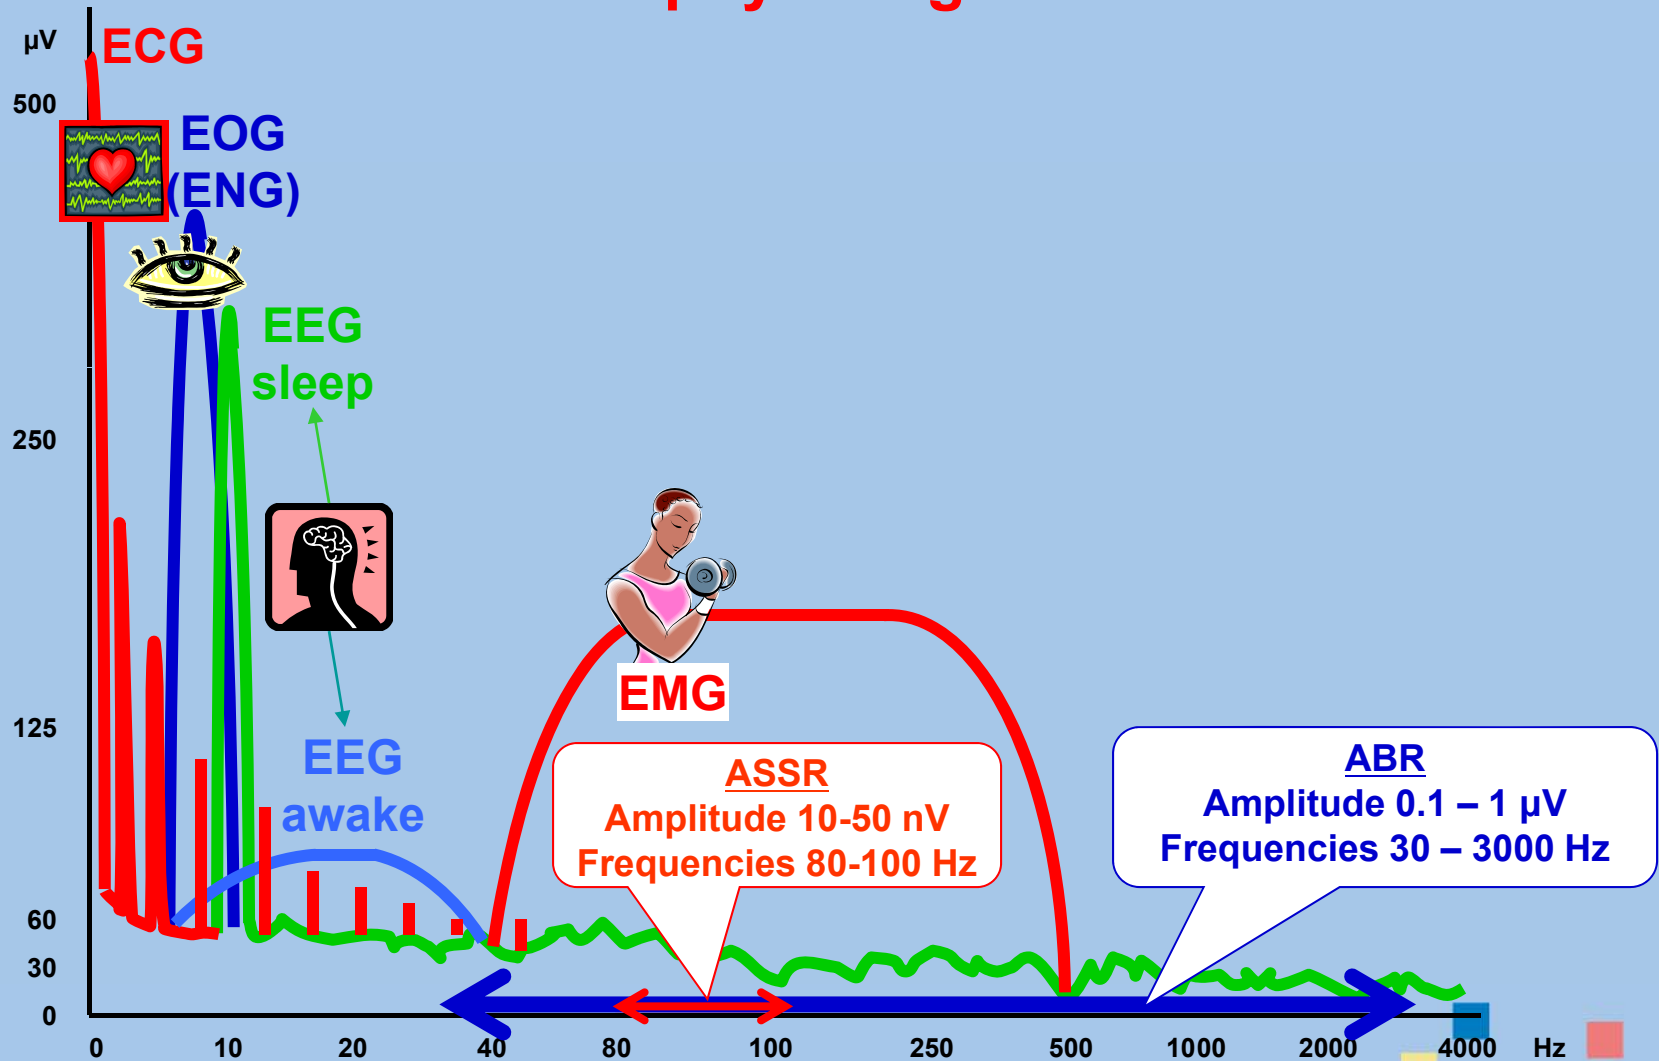 µV
ECG
500
EOG
(ENG)
EEG
sleep
250
EMG
125
EEG
awake
ASSR
Amplitude 10-50 nV
Frequencies 80-100 Hz
ABR
Amplitude 0.1 – 1 µV
Frequencies 30 – 3000 Hz
60
30
0
0 10 20 40 80 100 250 500 1000 2000 4000 Hz